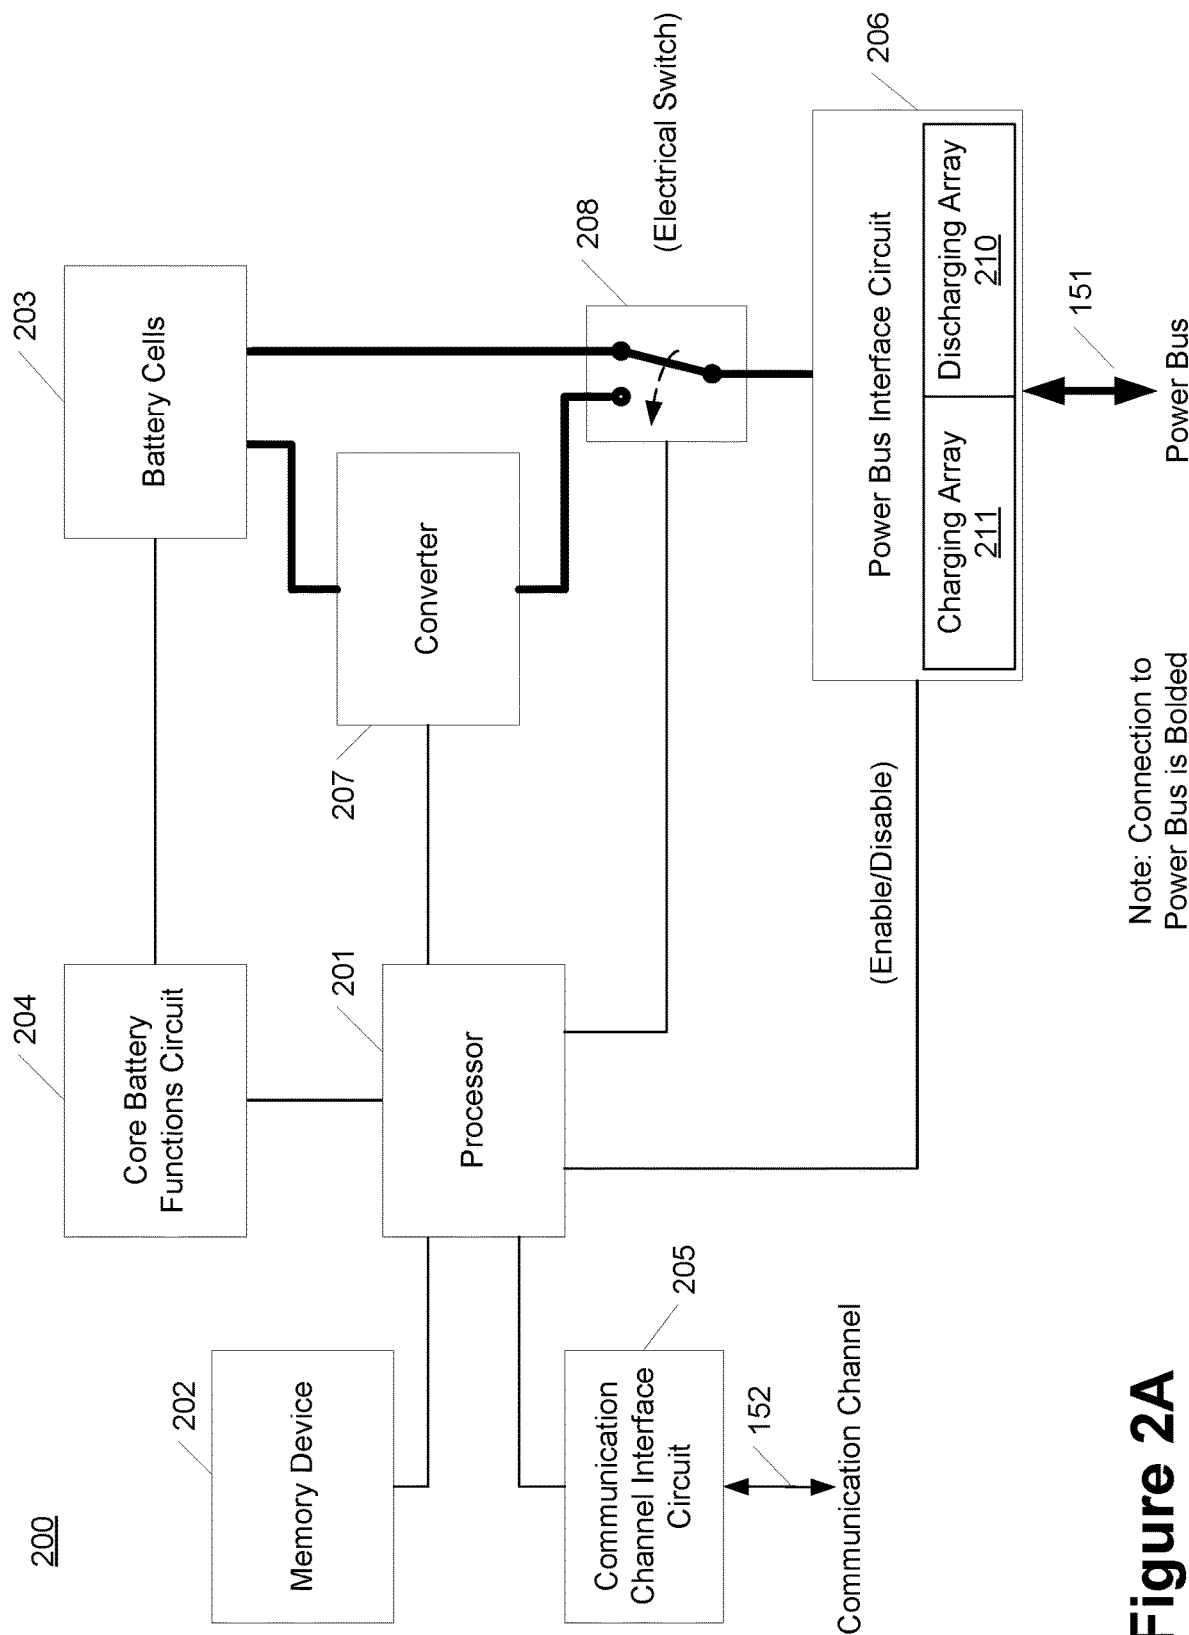 200
204
Core Battery
Functions Circuit
203
Battery Cells
202
Memory Device
201
Processor
207
Converter
208
(Electrical Switch)
205
Communication
Channel Interface
Circuit
152
Communication Channel
(Enable/Disable)
206
Power Bus Interface Circuit
Charging Array
211
Discharging Array
210
151
Power Bus
Note: Connection to
Power Bus is Bolded
Figure 2A